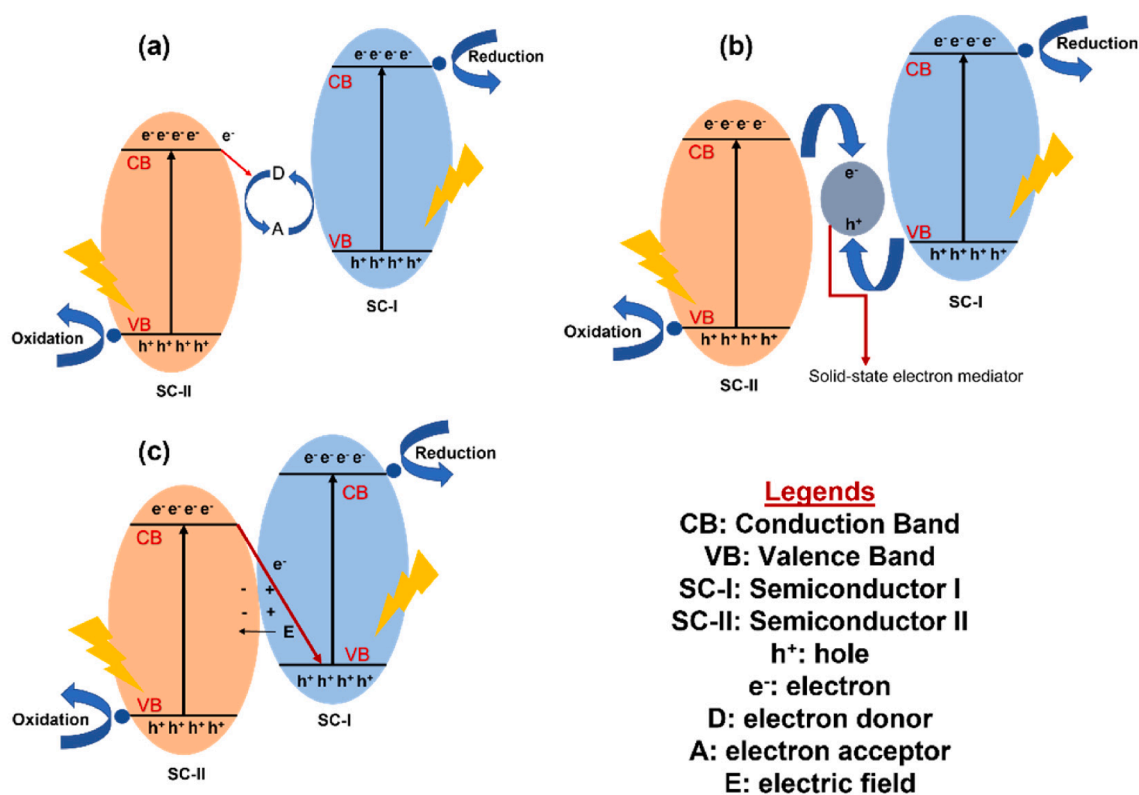 (a)
e⁻ e⁻ e⁻ e⁻
Reduction
CB
e⁻ e⁻ e⁻ e⁻
e⁻
CB
D
A
VB
h⁺ h⁺ h⁺ h⁺
SC-I
VB
Oxidation
h⁺ h⁺ h⁺ h⁺
SC-II
(b)
e⁻ e⁻ e⁻ e⁻
Reduction
CB
e⁻ e⁻ e⁻ e⁻
CB
e⁻
h⁺
VB
h⁺ h⁺ h⁺ h⁺
SC-I
VB
Oxidation
h⁺ h⁺ h⁺ h⁺
SC-II
Solid-state electron mediator
(c)
e⁻ e⁻ e⁻ e⁻
Reduction
CB
e⁻ e⁻ e⁻ e⁻
CB
e⁻
- +
- +
E
VB
h⁺ h⁺ h⁺ h⁺
SC-I
VB
Oxidation
h⁺ h⁺ h⁺ h⁺
SC-II
Legends
CB: Conduction Band
VB: Valence Band
SC-I: Semiconductor I
SC-II: Semiconductor II
h⁺: hole
e⁻: electron
D: electron donor
A: electron acceptor
E: electric field